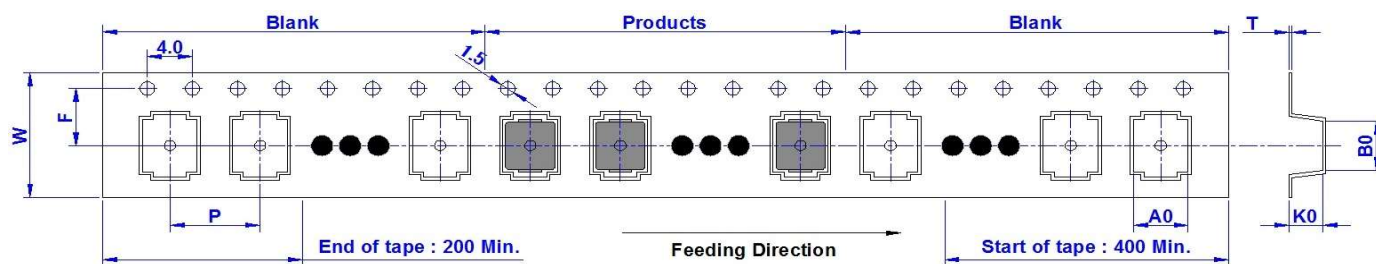 Blank
Products
Blank
T
4.0
1.5
F
W
B0
P
A0
K0
End of tape : 200 Min.
Feeding Direction
Start of tape : 400 Min.